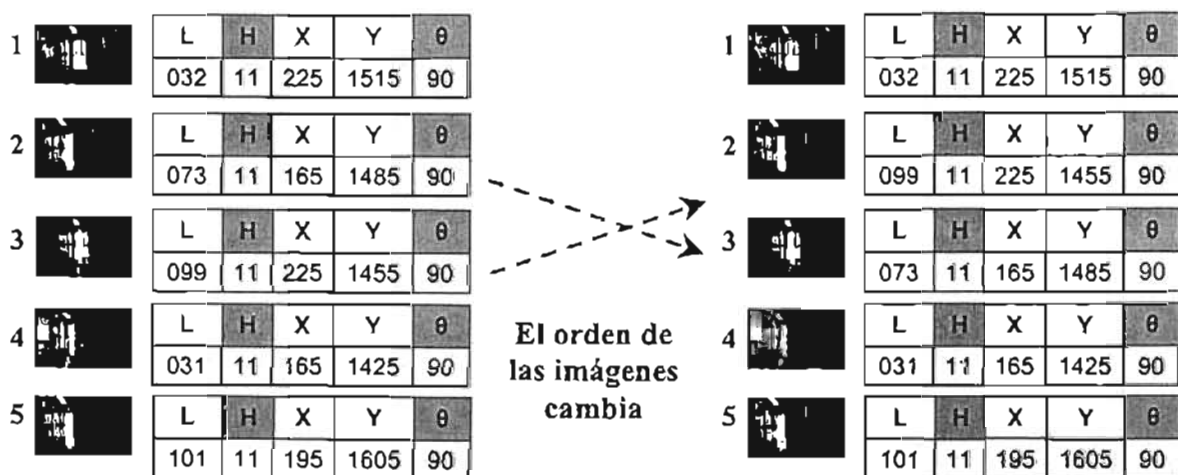 1 L H X Y θ
032 11 225 1515 90
2 L H X Y θ
073 11 165 1485 90
3 L H X Y θ
099 11 225 1455 90
4 L H X Y θ
031 11 165 1425 90
5 L H X Y θ
101 11 195 1605 90
El orden de
las imágenes
cambia
1 L H X Y θ
032 11 225 1515 90
2 L H X Y θ
099 11 225 1455 90
3 L H X Y θ
073 11 165 1485 90
4 L H X Y θ
031 11 165 1425 90
5 L H X Y θ
101 11 195 1605 90